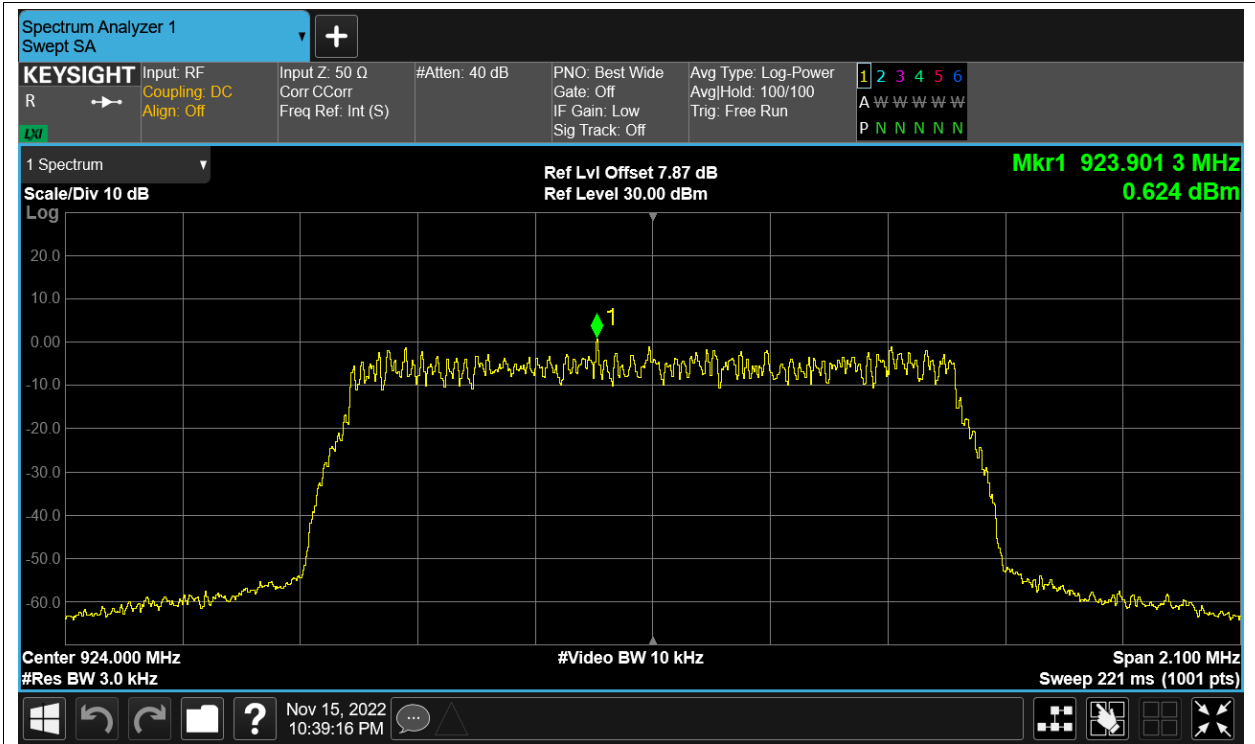 Spectrum Analyzer 1
Swept SA
KEYSIGHT
R
LXI
Input: RF
Coupling: DC
Align: Off
Input Z: 50 Ω
Corr CCorr
Freq Ref: Int (S)
#Atten: 40 dB
PNO: Best Wide
Gate: Off
IF Gain: Low
Sig Track: Off
Avg Type: Log-Power
Avg|Hold: 100/100
Trig: Free Run
1 2 3 4 5 6
A W W W W W
P N N N N N
1 Spectrum
Scale/Div 10 dB
Log
Ref Lvl Offset 7.87 dB
Ref Level 30.00 dBm
Mkr1 923.901 3 MHz
0.624 dBm
20.0
10.0
1
0.00
-10.0
-20.0
-30.0
-40.0
-50.0
-60.0
Center 924.000 MHz
#Res BW 3.0 kHz
#Video BW 10 kHz
Span 2.100 MHz
Sweep 221 ms (1001 pts)
?
Nov 15, 2022
10:39:16 PM